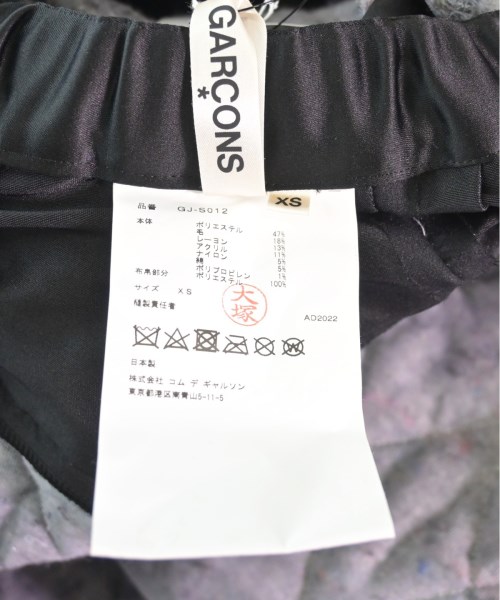 GARÇONS
XS
品番 GJ-S012
本体 ポリエステル 47%
毛 18%
レーヨン 13%
アクリル 11%
ナイロン 5%
綿 5%
ポリプロピレン 1%
布帛部分 ポリエステル 100%
サイズ XS
縫製責任者 大塚
AD2022
日本製
株式会社 コム デ ギャルソン
東京都港区南青山5-11-5